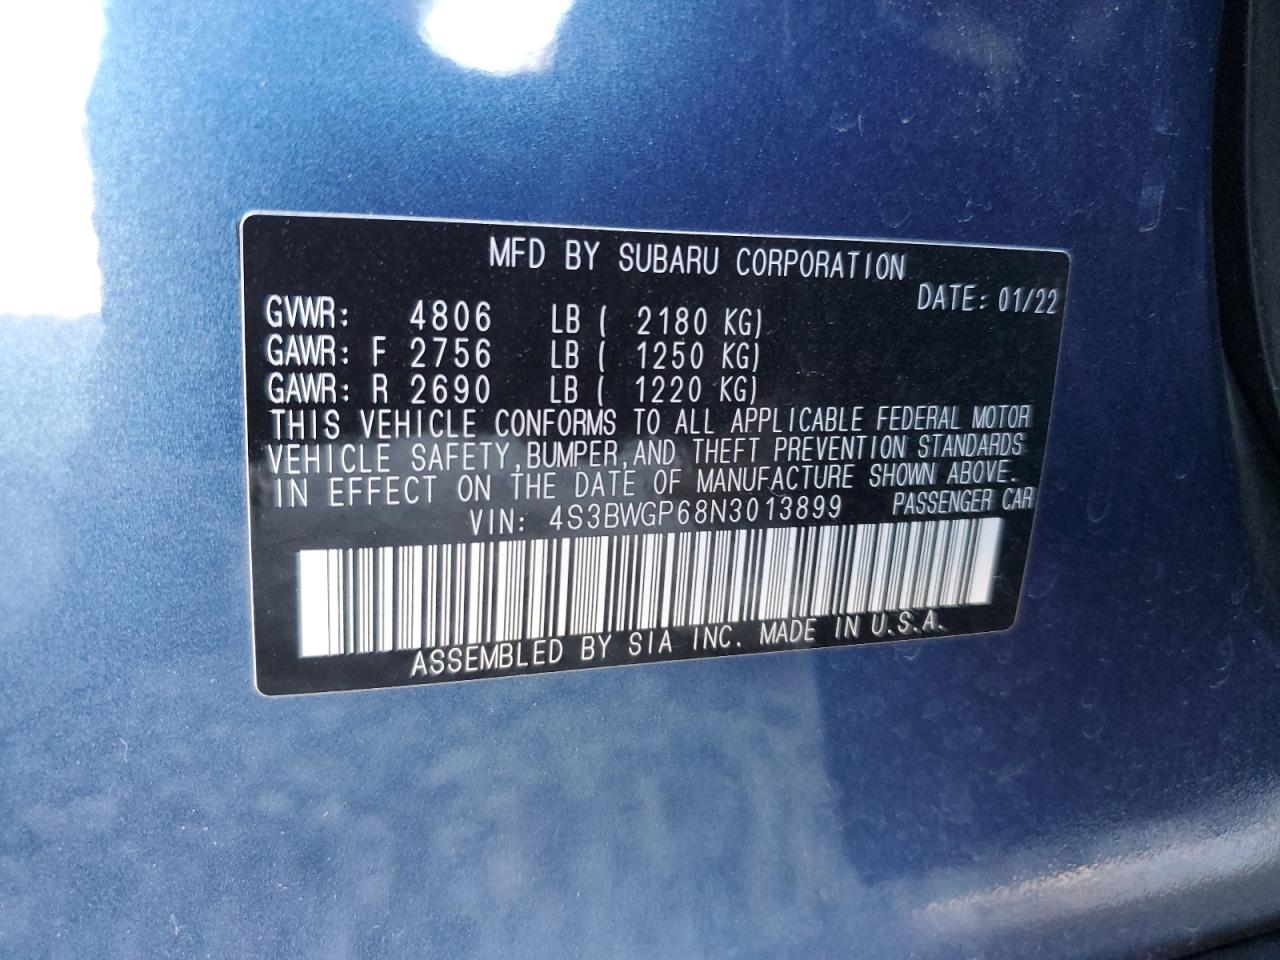 MFD BY SUBARU CORPORATION
DATE: 01/22
GVWR: 4806 LB ( 2180 KG)
GAWR: F 2756 LB ( 1250 KG)
GAWR: R 2690 LB ( 1220 KG)
THIS VEHICLE CONFORMS TO ALL APPLICABLE FEDERAL MOTOR
VEHICLE SAFETY, BUMPER, AND THEFT PREVENTION STANDARDS
IN EFFECT ON THE DATE OF MANUFACTURE SHOWN ABOVE.
VIN: 4S3BWGP68N3013899 PASSENGER CAR
ASSEMBLED BY SIA INC. MADE IN U.S.A.